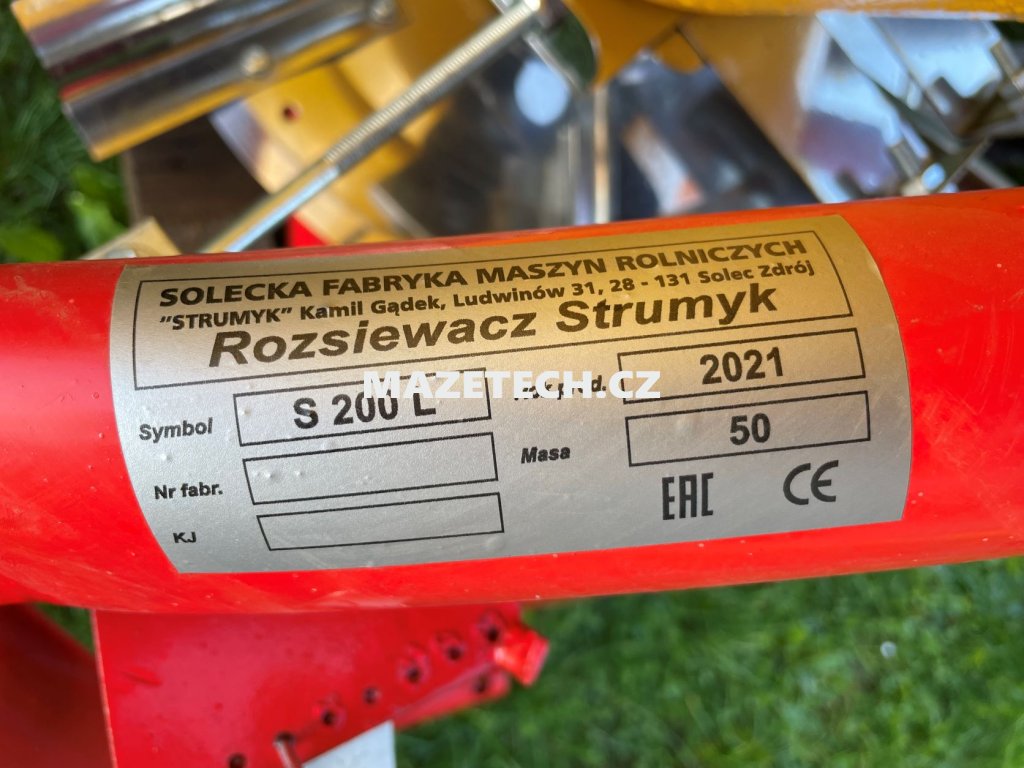 SOLECKA FABRYKA MASZYN ROLNICZYCH
"STRUMYK" Kamil Gądek, Ludwinów 31, 28 - 131 Solec Zdrój
Rozsiewacz Strumyk
Symbol S 200 L
2021
MAZETECH.CZ
Nr fabr.
Masa 50
KJ
EAC CE